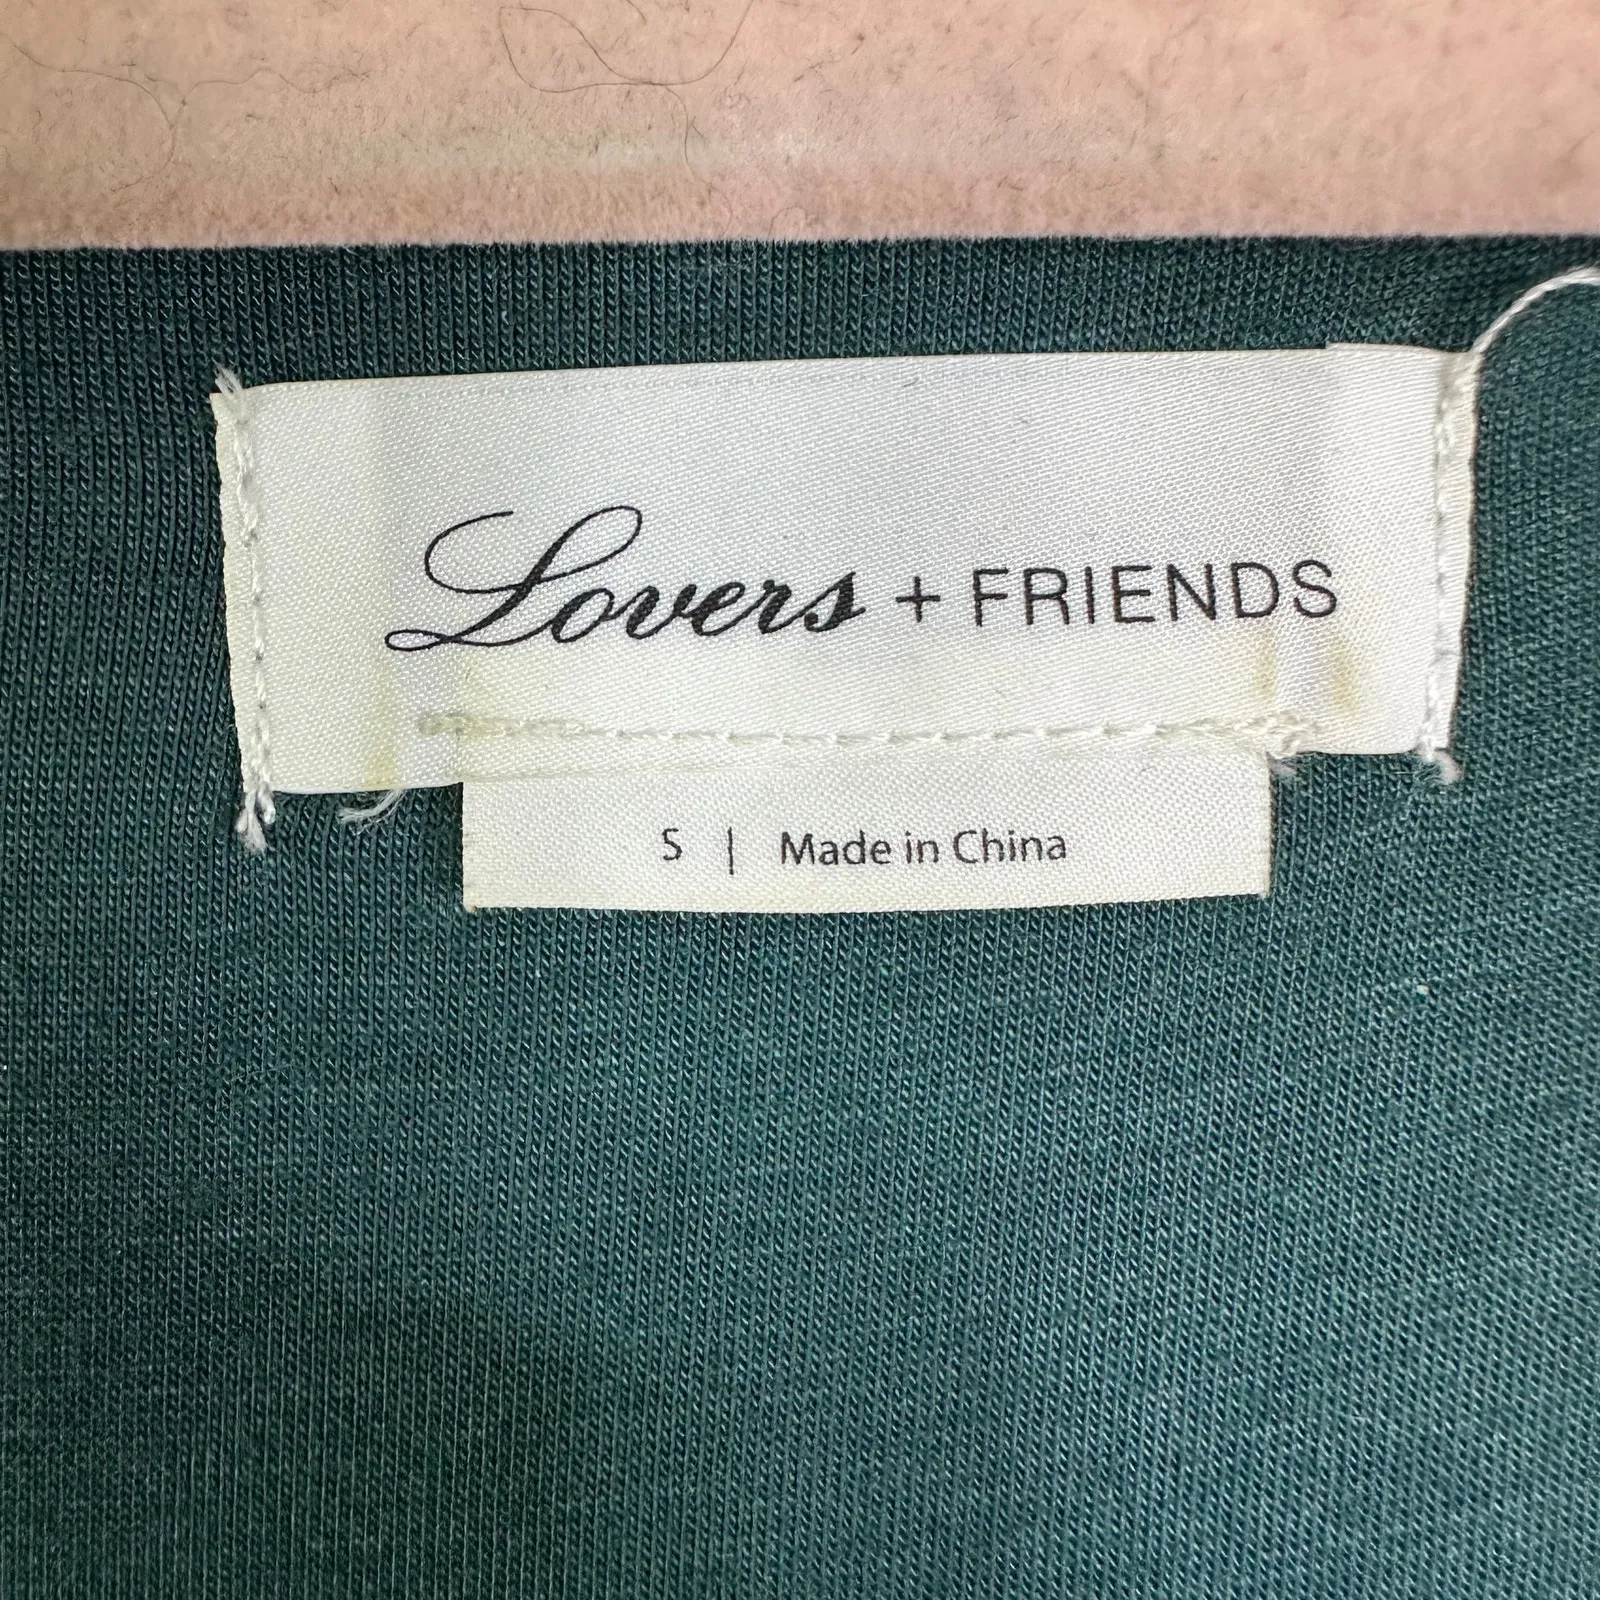 Lovers + FRIENDS
S | Made in China